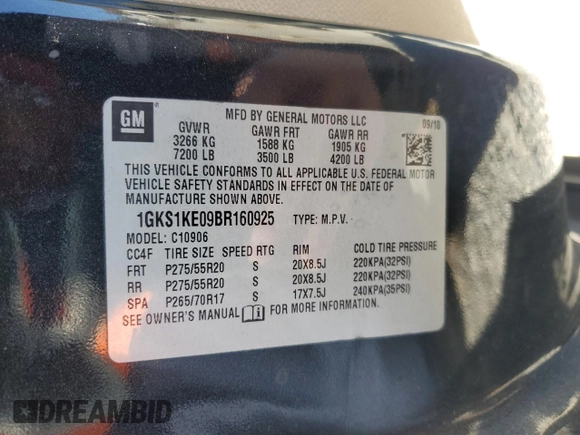 GM
MFD BY GENERAL MOTORS LLC
09/10
GVWR GAWR FRT GAWR RR
3266 KG 1588 KG 1905 KG
7200 LB 3500 LB 4200 LB
THIS VEHICLE CONFORMS TO ALL APPLICABLE U.S. FEDERAL MOTOR
VEHICLE SAFETY STANDARDS IN EFFECT ON THE DATE OF
MANUFACTURE SHOWN ABOVE.
1GKS1KE09BR160925 TYPE: M.P.V.
MODEL: C10906
CC4F TIRE SIZE SPEED RTG RIM COLD TIRE PRESSURE
FRT P275/55R20 S 20X8.5J 220KPA(32PSI)
RR P275/55R20 S 20X8.5J 220KPA(32PSI)
SPA P265/70R17 S 17X7.5J 240KPA(35PSI)
SEE OWNER'S MANUAL FOR MORE INFORMATION.
DREAMBID